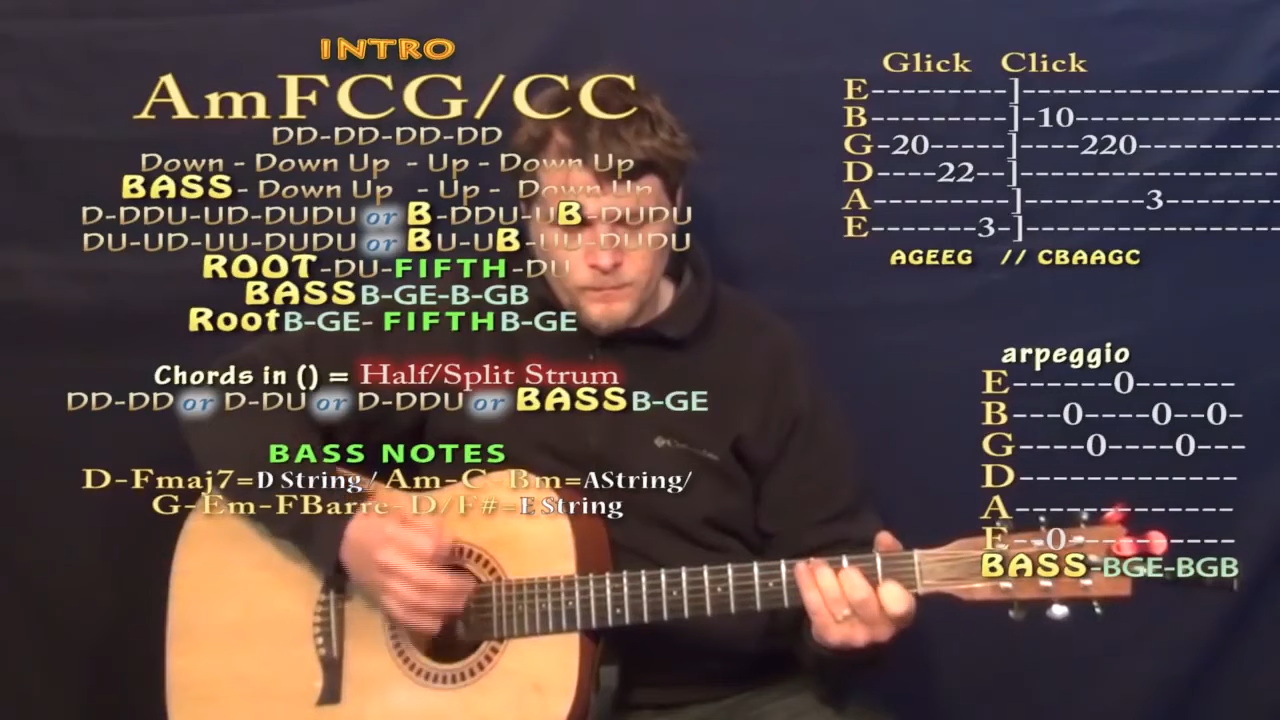 INTRO
AmFCG/CC
DD-DD-DD-DD
Down - Down Up - Up - Down Up
BASS - Down Up - Up - Down Up
D-DDU-UD-DUDU or B-DDU-UB-DUDU
DU-UD-UU-DUDU or BU-UB-UU-DUDU
ROOT-DU-FIFTH-DU
BASSB-GE-B-GB
RootB-GE- FIFTHB-GE
Chords in () = Half/Split Strum
DD-DD or D-DU or D-DDU or BASSB-GE
BASS NOTES
D-Fmaj7=D String/ Am-C-Bm=AString/
G-Em-FBarre- D/F#=E String
Glick Click
E----------]--------------------
B----------]-10-----------------
G-20------]----220-----------
D----22--]--------------------
A----------]---------3---------
E--------3-]--------------------
AGEEG // CBAAGC
arpeggio
E-------0------
B---0-----0--0-
G-----0----0---
D--------------
A--------------
E--0-----------
BASS-BGE-BGB
Columbia